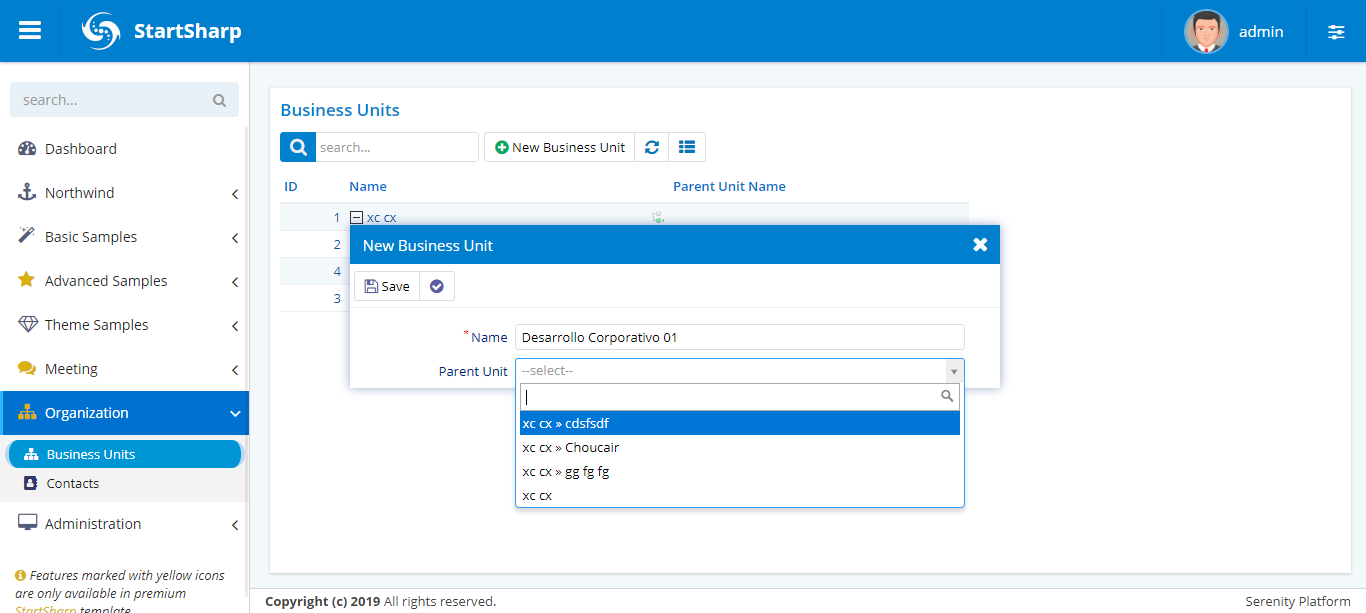 StartSharp
admin
search...
Dashboard
Northwind
Basic Samples
Advanced Samples
Theme Samples
Meeting
Organization
Business Units
Contacts
Administration
Features marked with yellow icons
are only available in premium
StartSharp template.
Business Units
search...
New Business Unit
ID Name Parent Unit Name
1 xc cx
2
4
3
New Business Unit
Save
* Name Desarrollo Corporativo 01
Parent Unit --select--
xc cx » cdsfsdf
xc cx » Choucair
xc cx » gg fg fg
xc cx
Copyright (c) 2019 All rights reserved.
Serenity Platform